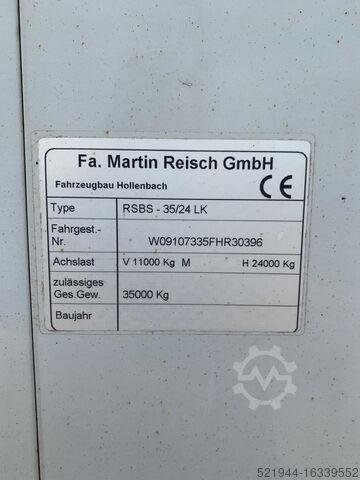 Fa. Martin Reisch GmbH
Fahrzeugbau Hollenbach
CE
Type RSBS - 35/24 LK
Fahrgest.-
Nr. W09107335FHR30396
Achslast V 11000 Kg M H 24000 Kg
zulässiges
Ges.Gew. 35000 Kg
Baujahr
521944-16339552